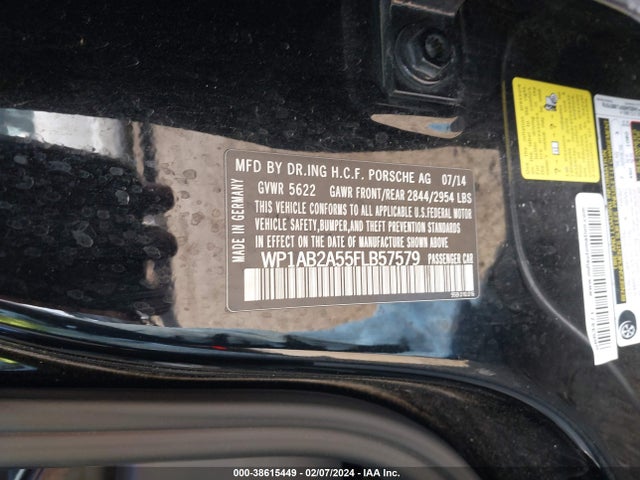 MFD BY DR.ING H.C.F. PORSCHE AG 07/14
GVWR 5622 GAWR FRONT/REAR 2844/2954 LBS
THIS VEHICLE CONFORMS TO ALL APPLICABLE U.S.FEDERAL MOTOR
VEHICLE SAFETY,BUMPER,AND THEFT PREVENTION STANDARDS
IN EFFECT ON THE DATE OF MANUFACTURE SHOWN ABOVE.
WP1AB2A55FLB57579 PASSENGER CAR
MADE IN GERMANY
000-38615449 - 02/07/2024 - IAA Inc.